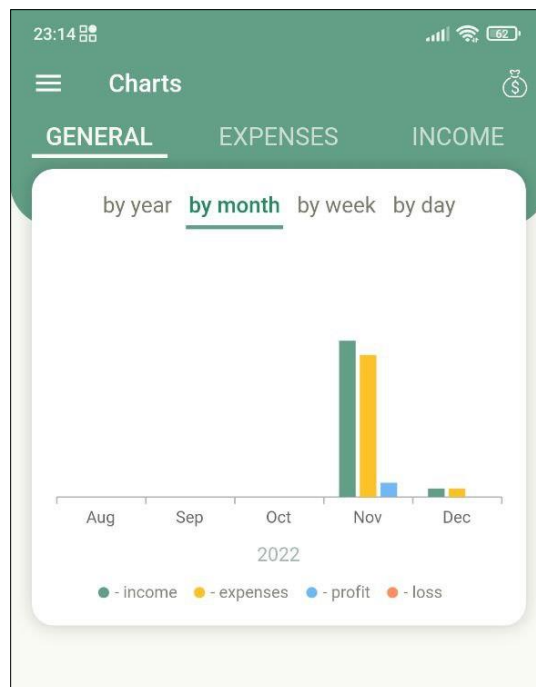 23:14 62
Charts
GENERAL EXPENSES INCOME
by year by month by week by day
Aug Sep Oct Nov Dec
2022
- income - expenses - profit - loss